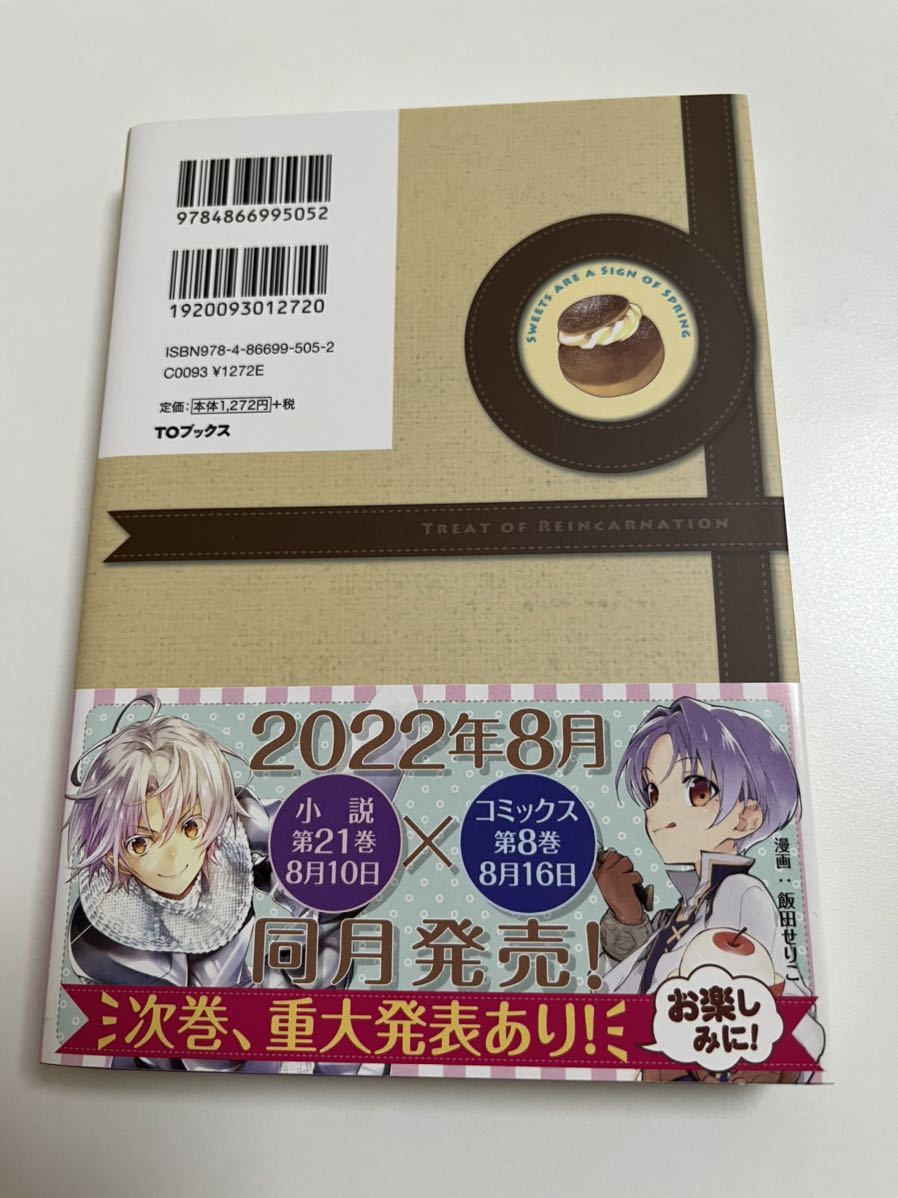 9784866995052
1920093012720
ISBN978-4-86699-505-2
C0093 ¥1272E
定価：本体1,272円+税
TOブックス
SWEETS ARE A SIGN OF SPRING
TREAT OF REINCARNATION
2022年8月
小説
第21巻
8月10日
×
コミックス
第8巻
8月16日
同月発売!
漫画：飯田せりこ
次巻、重大発表あり!
お楽し
みに!